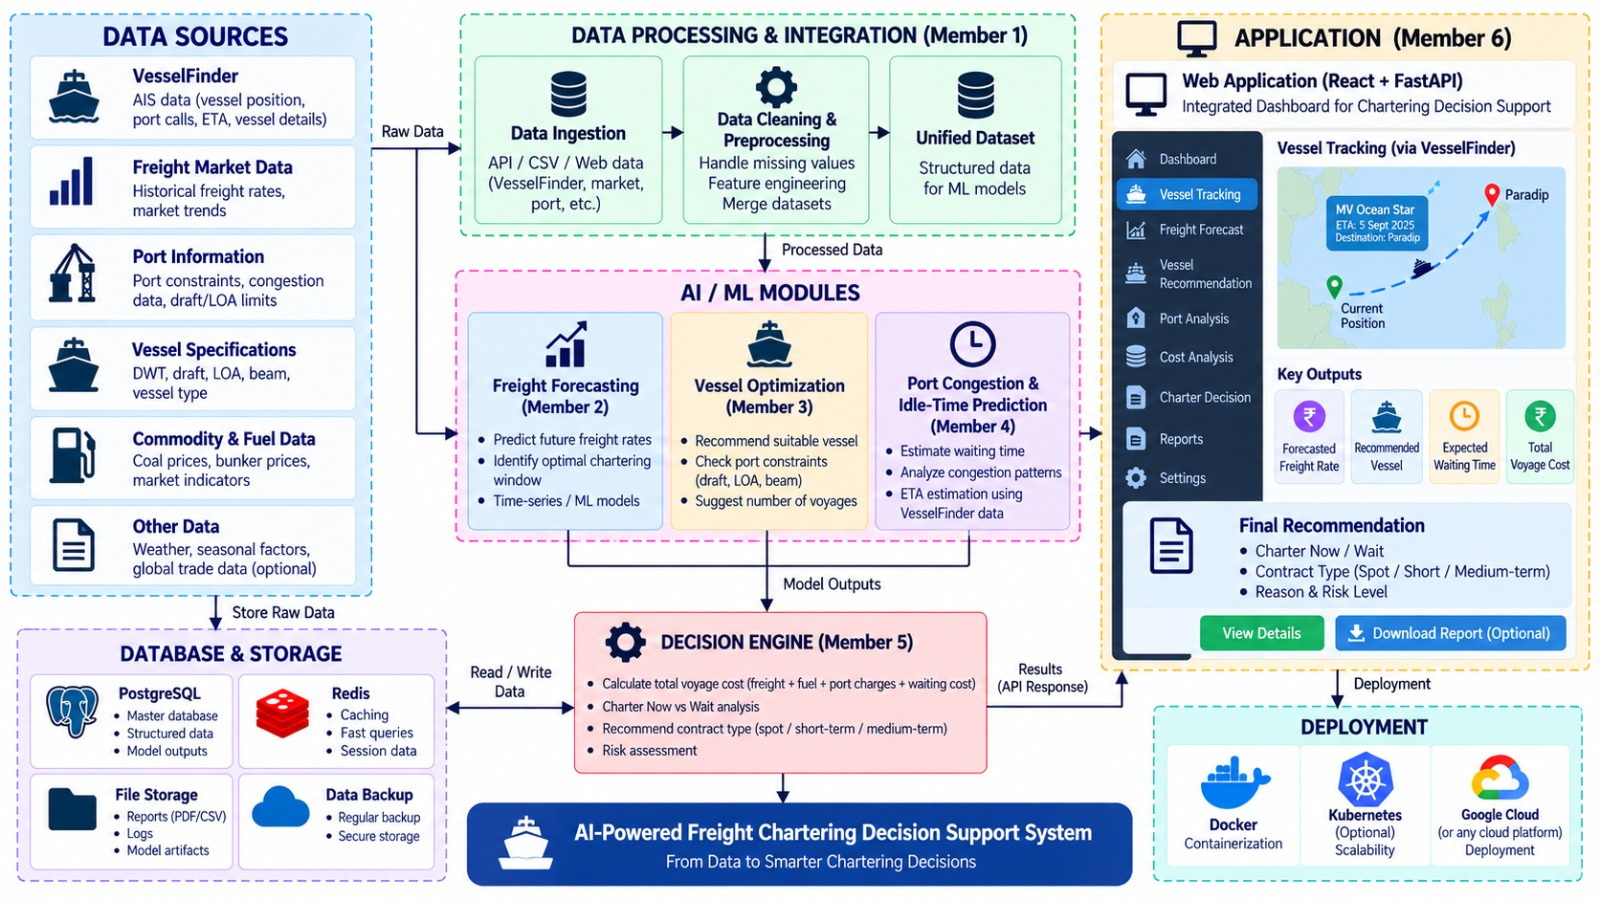 DATA SOURCES
VesselFinder
AIS data (vessel position,
port calls, ETA, vessel details)
Freight Market Data
Historical freight rates,
market trends
Port Information
Port constraints, congestion
data, draft/LOA limits
Vessel Specifications
DWT, draft, LOA, beam,
vessel type
Commodity & Fuel Data
Coal prices, bunker prices,
market indicators
Other Data
Weather, seasonal factors,
global trade data (optional)
Raw Data
Store Raw Data
DATA PROCESSING & INTEGRATION (Member 1)
Data Ingestion
API / CSV / Web data
(VesselFinder, market,
port, etc.)
Data Cleaning &
Preprocessing
Handle missing values
Feature engineering
Merge datasets
Unified Dataset
Structured data
for ML models
Processed Data
AI / ML MODULES
Freight Forecasting
(Member 2)
• Predict future freight rates
• Identify optimal chartering
window
• Time-series / ML models
Vessel Optimization
(Member 3)
• Recommend suitable vessel
• Check port constraints
(draft, LOA, beam)
• Suggest number of voyages
Port Congestion &
Idle-Time Prediction
(Member 4)
• Estimate waiting time
• Analyze congestion patterns
• ETA estimation using
VesselFinder data
Model Outputs
DATABASE & STORAGE
PostgreSQL
• Master database
• Structured data
• Model outputs
Redis
• Caching
• Fast queries
• Session data
File Storage
• Reports (PDF/CSV)
• Logs
• Model artifacts
Data Backup
• Regular backup
• Secure storage
Read / Write
Data
DECISION ENGINE (Member 5)
• Calculate total voyage cost (freight + fuel + port charges + waiting cost)
• Charter Now vs Wait analysis
• Recommend contract type (spot / short-term / medium-term)
• Risk assessment
Results
(API Response)
AI-Powered Freight Chartering Decision Support System
From Data to Smarter Chartering Decisions
APPLICATION (Member 6)
Web Application (React + FastAPI)
Integrated Dashboard for Chartering Decision Support
Dashboard
Vessel Tracking
Freight Forecast
Vessel
Recommendation
Port Analysis
Cost Analysis
Charter Decision
Reports
Settings
Vessel Tracking (via VesselFinder)
MV Ocean Star
ETA: 5 Sept 2025
Destination: Paradip
Paradip
Current
Position
Key Outputs
₹
Forecasted
Freight Rate
Recommended
Vessel
Expected
Waiting Time
₹
Total
Voyage Cost
Final Recommendation
• Charter Now / Wait
• Contract Type (Spot / Short / Medium-term)
• Reason & Risk Level
View Details
Download Report (Optional)
Deployment
DEPLOYMENT
Docker
Containerization
Kubernetes
(Optional)
Scalability
Google Cloud
(or any cloud platform)
Deployment